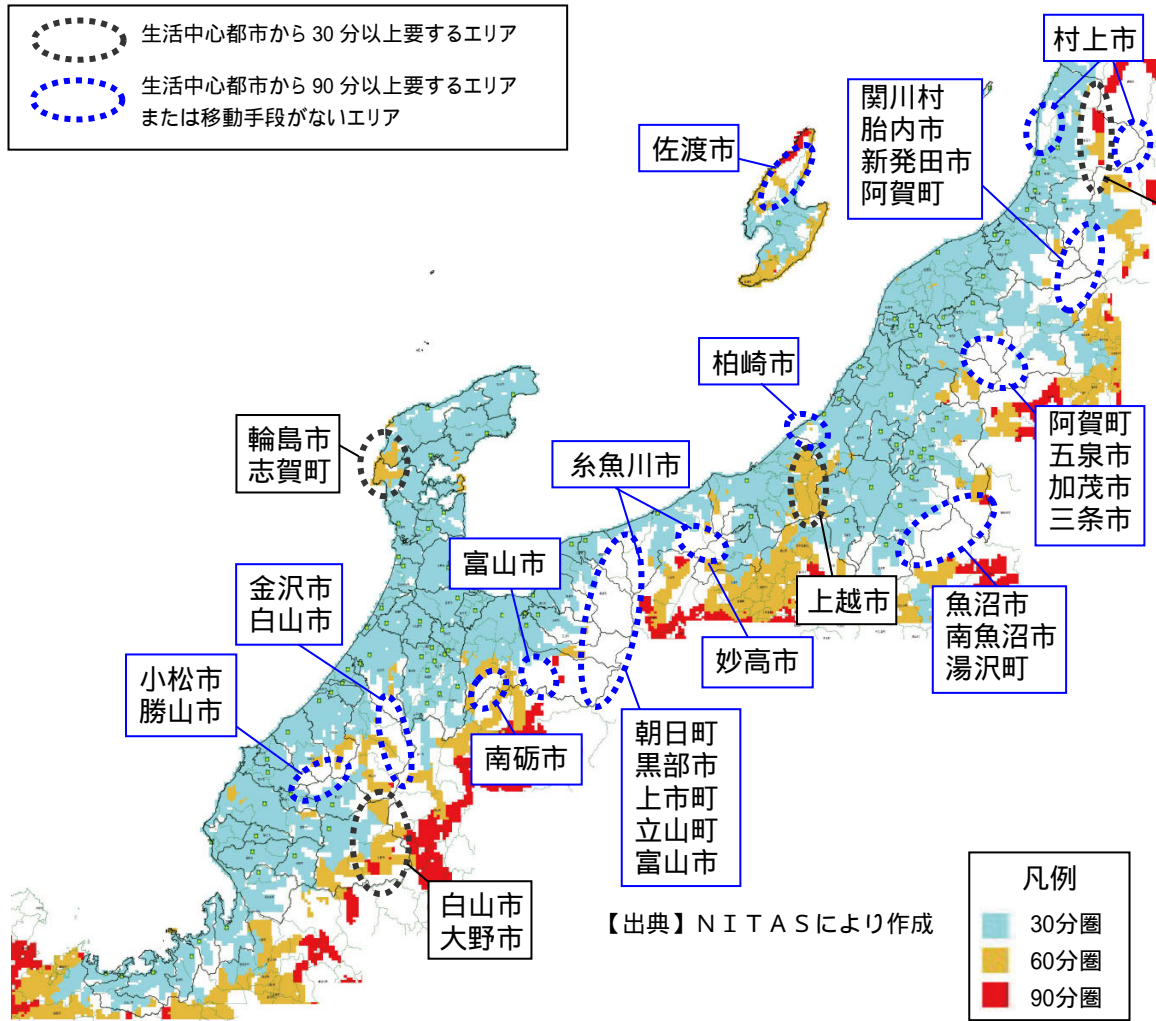 生活中心都市から 30 分以上要するエリア
生活中心都市から 90 分以上要するエリア
または移動手段がないエリア
村上市
関川村
胎内市
新発田市
阿賀町
佐渡市
柏崎市
阿賀町
五泉市
加茂市
三条市
輪島市
志賀町
糸魚川市
富山市
金沢市
白山市
上越市
魚沼市
南魚沼市
湯沢町
妙高市
小松市
勝山市
南砺市
朝日町
黒部市
上市町
立山町
富山市
白山市
大野市
【出典】ＮＩＴＡＳにより作成
凡例
30分圏
60分圏
90分圏